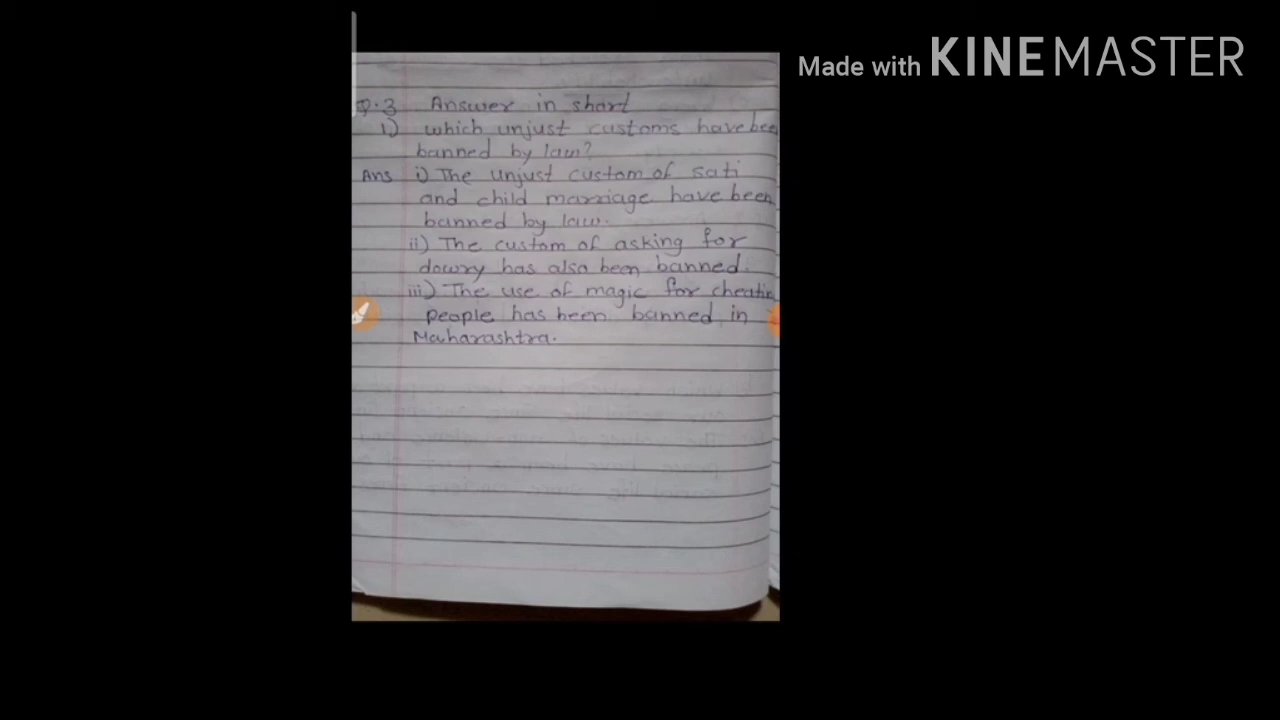 Made with KINEMASTER
Q.3 Answer in short
1) which unjust customs have been
banned by law?
Ans i) The unjust custom of sati
and child marriage have been
banned by law.
ii) The custom of asking for
dowry has also been banned.
iii) The use of magic for cheatin
people has been banned in
Maharashtra.